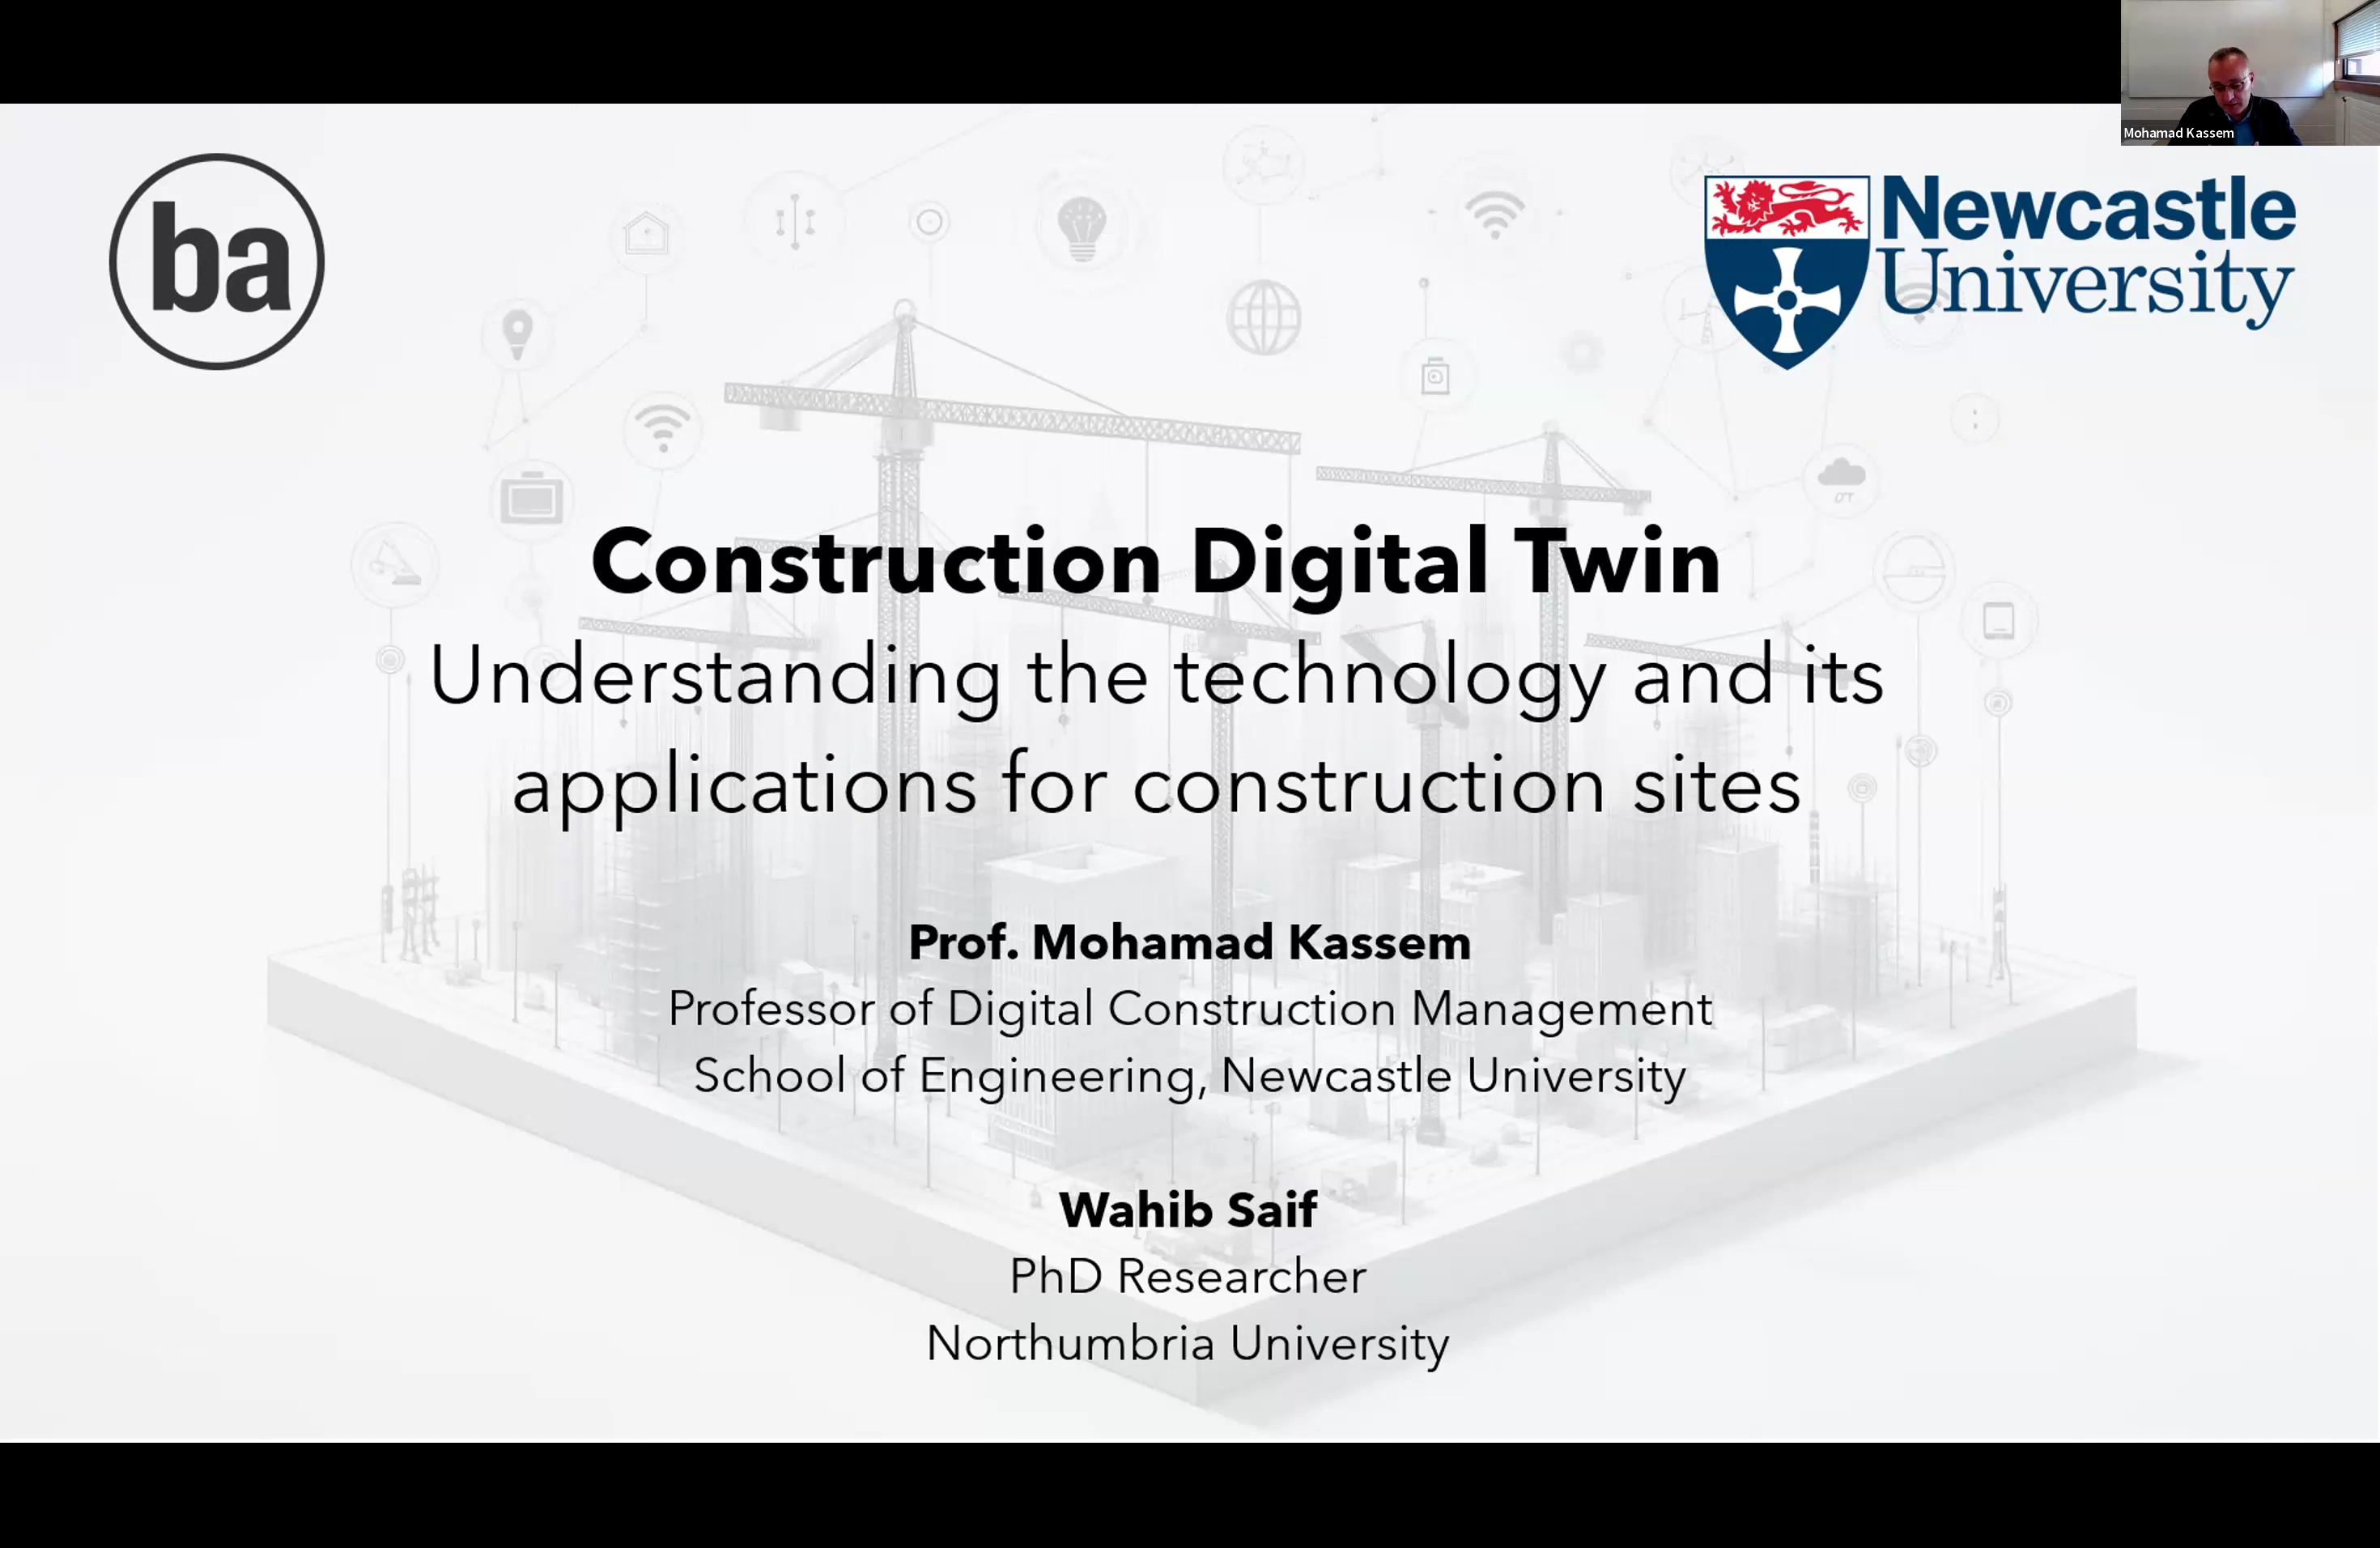 Mohamad Kassem
ba
Newcastle
University
Construction Digital Twin
Understanding the technology and its
applications for construction sites
Prof. Mohamad Kassem
Professor of Digital Construction Management
School of Engineering, Newcastle University
Wahib Saif
PhD Researcher
Northumbria University